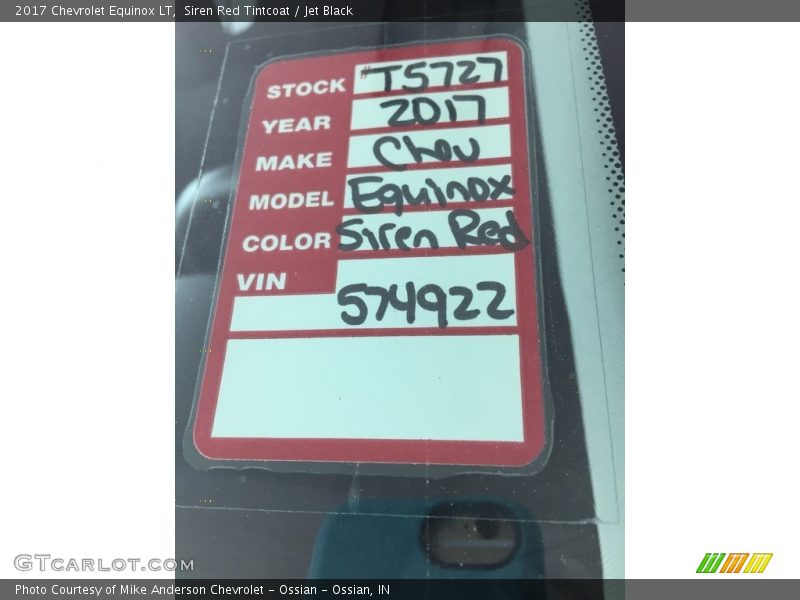 2017 Chevrolet Equinox LT,  Siren Red Tintcoat / Jet Black
STOCK #T5727
YEAR 2017
MAKE Chev
MODEL Equinox
COLOR Siren Red
VIN
574922
GTcarlot.com
Photo Courtesy of Mike Anderson Chevrolet - Ossian - Ossian, IN